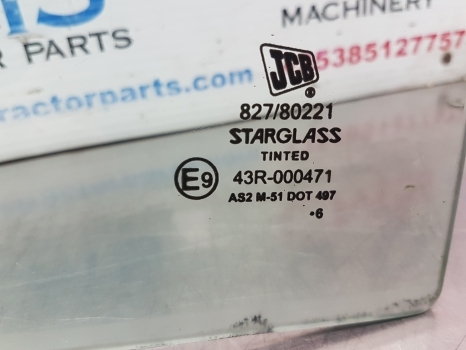 MACHINERY
R PARTS
5385127757
ractorparts.com
JCB
®
827/80221
STARGLASS
TINTED
E9 43R-000471
AS2 M-51 DOT 497
·6